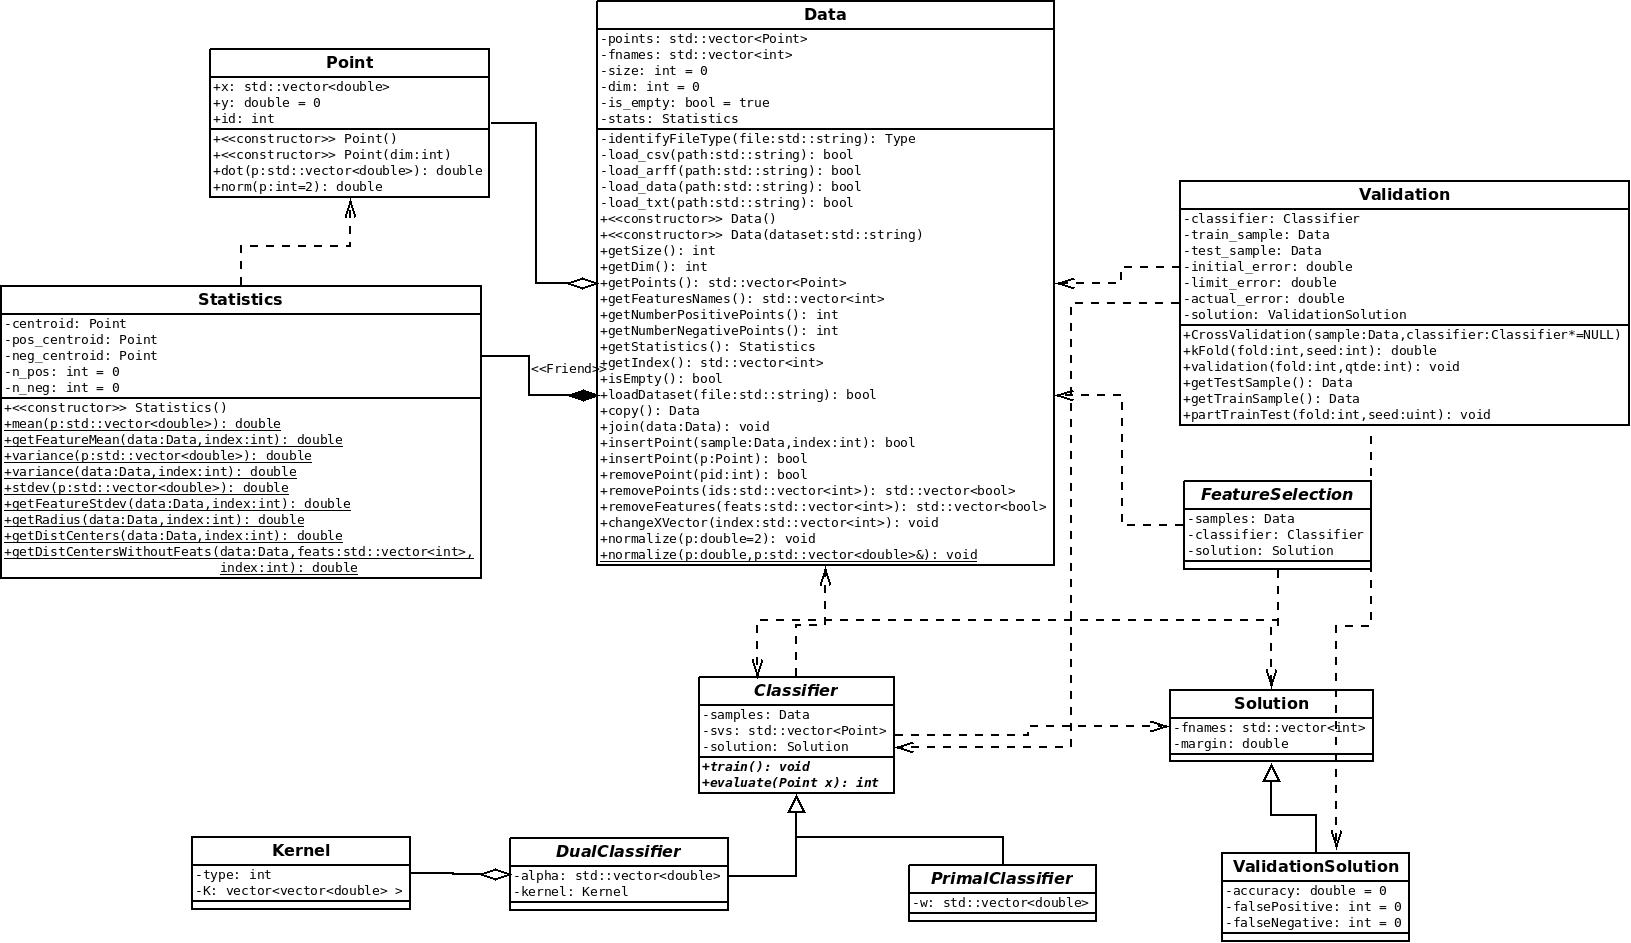 Data
-points: std::vector<Point>
-fnames: std::vector<int>
-size: int = 0
-dim: int = 0
-is_empty: bool = true
-stats: Statistics
-identifyFileType(file:std::string): Type
-load_csv(path:std::string): bool
-load_arff(path:std::string): bool
-load_data(path:std::string): bool
-load_txt(path:std::string): bool
+<<constructor>> Data()
+<<constructor>> Data(dataset:std::string)
+getSize(): int
+getDim(): int
+getPoints(): std::vector<Point>
+getFeaturesNames(): std::vector<int>
+getNumberPositivePoints(): int
+getNumberNegativePoints(): int
+getStatistics(): Statistics
+getIndex(): std::vector<int>
+isEmpty(): bool
+loadDataset(file:std::string): bool
+copy(): Data
+join(data:Data): void
+insertPoint(sample:Data,index:int): bool
+insertPoint(p:Point): bool
+removePoint(pid:int): bool
+removePoints(ids:std::vector<int>): std::vector<bool>
+removeFeatures(feats:std::vector<int>): std::vector<bool>
+changeXVector(index:std::vector<int>): void
+normalize(p:double=2): void
+normalize(p:double,p:std::vector<double>&): void
Point
+x: std::vector<double>
+y: double = 0
+id: int
+<<constructor>> Point()
+<<constructor>> Point(dim:int)
+dot(p:std::vector<double>): double
+norm(p:int=2): double
Statistics
-centroid: Point
-pos_centroid: Point
-neg_centroid: Point
-n_pos: int = 0
-n_neg: int = 0
+<<constructor>> Statistics()
+mean(p:std::vector<double>): double
+getFeatureMean(data:Data,index:int): double
+variance(p:std::vector<double>): double
+variance(data:Data,index:int): double
+stdev(p:std::vector<double>): double
+getFeatureStdev(data:Data,index:int): double
+getRadius(data:Data,index:int): double
+getDistCenters(data:Data,index:int): double
+getDistCentersWithoutFeats(data:Data,feats:std::vector<int>,
index:int): double
<<Friend>>
Validation
-classifier: Classifier
-train_sample: Data
-test_sample: Data
-initial_error: double
-limit_error: double
-actual_error: double
-solution: ValidationSolution
+CrossValidation(sample:Data,classifier:Classifier*=NULL)
+kFold(fold:int,seed:int): double
+validation(fold:int,qtde:int): void
+getTestSample(): Data
+getTrainSample(): Data
+partTrainTest(fold:int,seed:uint): void
FeatureSelection
-samples: Data
-classifier: Classifier
-solution: Solution
Classifier
-samples: Data
-svs: std::vector<Point>
-solution: Solution
+train(): void
+evaluate(Point x): int
Solution
-fnames: std::vector<int>
-margin: double
Kernel
-type: int
-K: vector<vector<double> >
DualClassifier
-alpha: std::vector<double>
-kernel: Kernel
PrimalClassifier
-w: std::vector<double>
ValidationSolution
-accuracy: double = 0
-falsePositive: int = 0
-falseNegative: int = 0